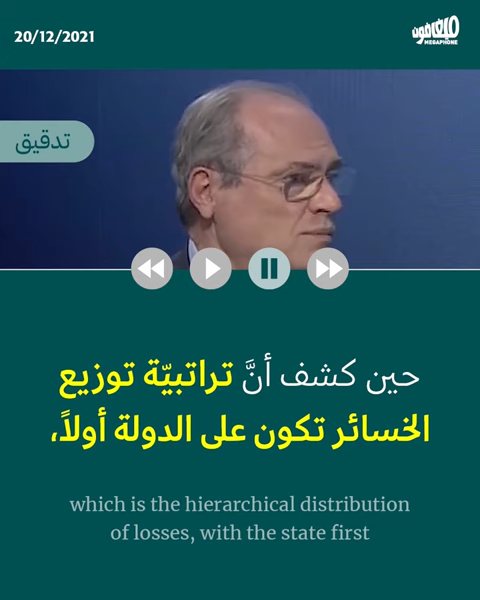 20/12/2021
ميغافون
MEGAPHONE
تدقيق
حين كشف أنَّ تراتبيّة توزيع
الخسائر تكون على الدولة أولاً،
which is the hierarchical distribution
of losses, with the state first